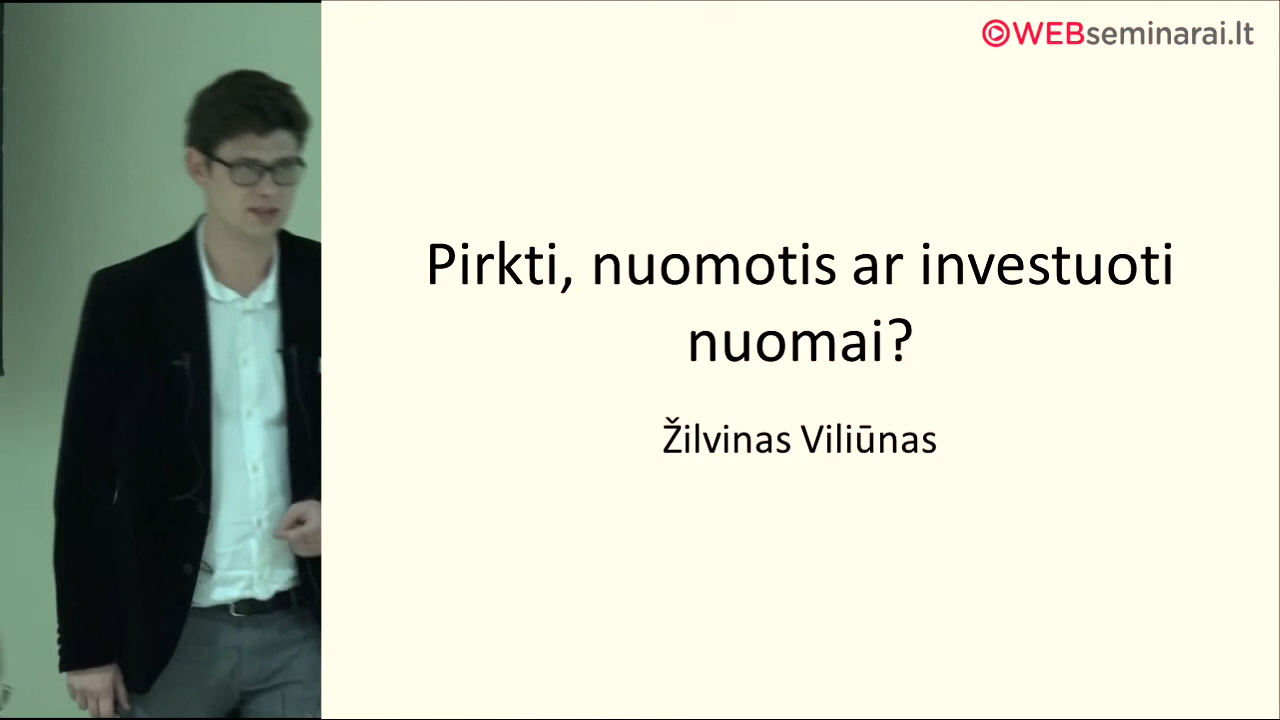 WEBseminarai.lt
Pirkti, nuomotis ar investuoti
nuomai?
Žilvinas Viliūnas